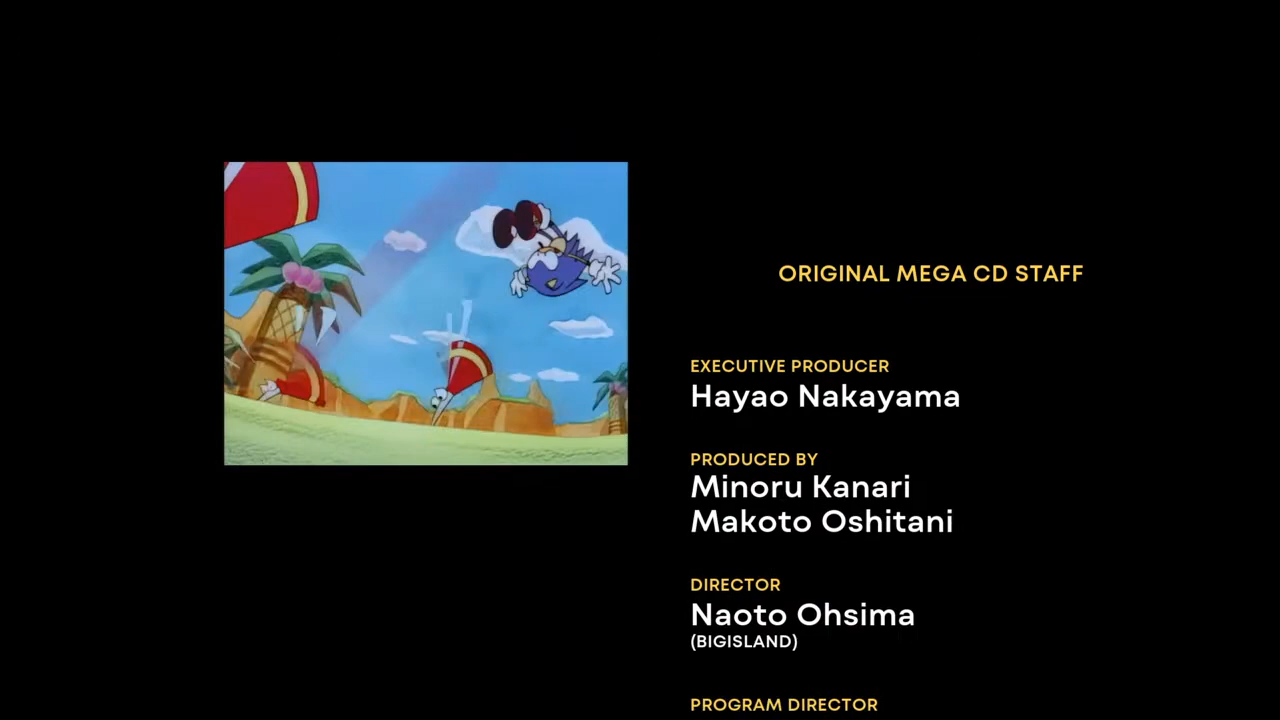 ORIGINAL MEGA CD STAFF
EXECUTIVE PRODUCER
Hayao Nakayama
PRODUCED BY
Minoru Kanari
Makoto Oshitani
DIRECTOR
Naoto Ohsima
(BIGISLAND)
PROGRAM DIRECTOR